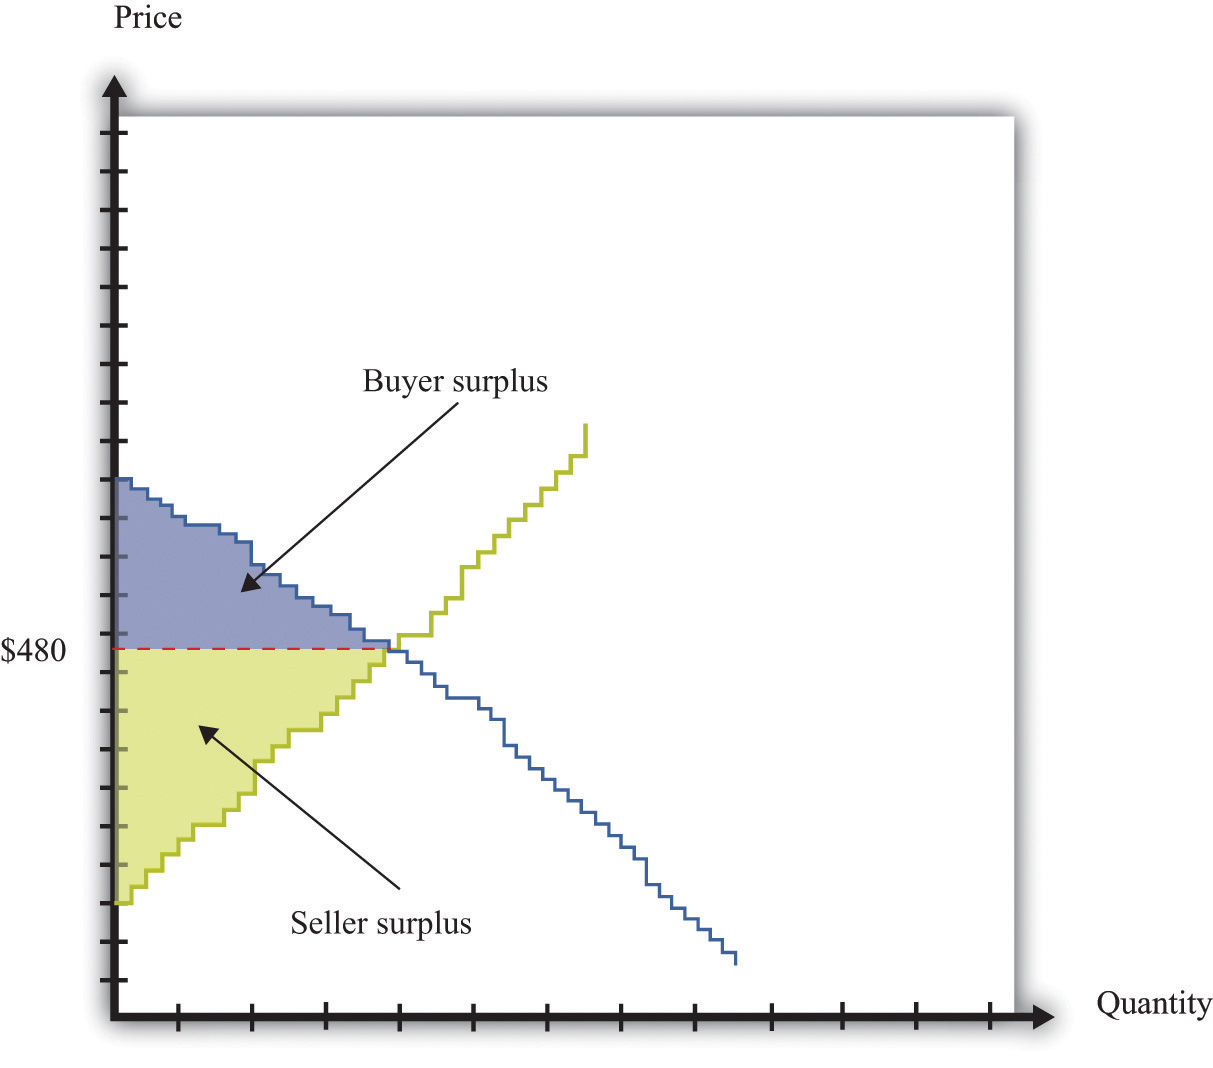 Price
Buyer surplus
$480
Seller surplus
Quantity